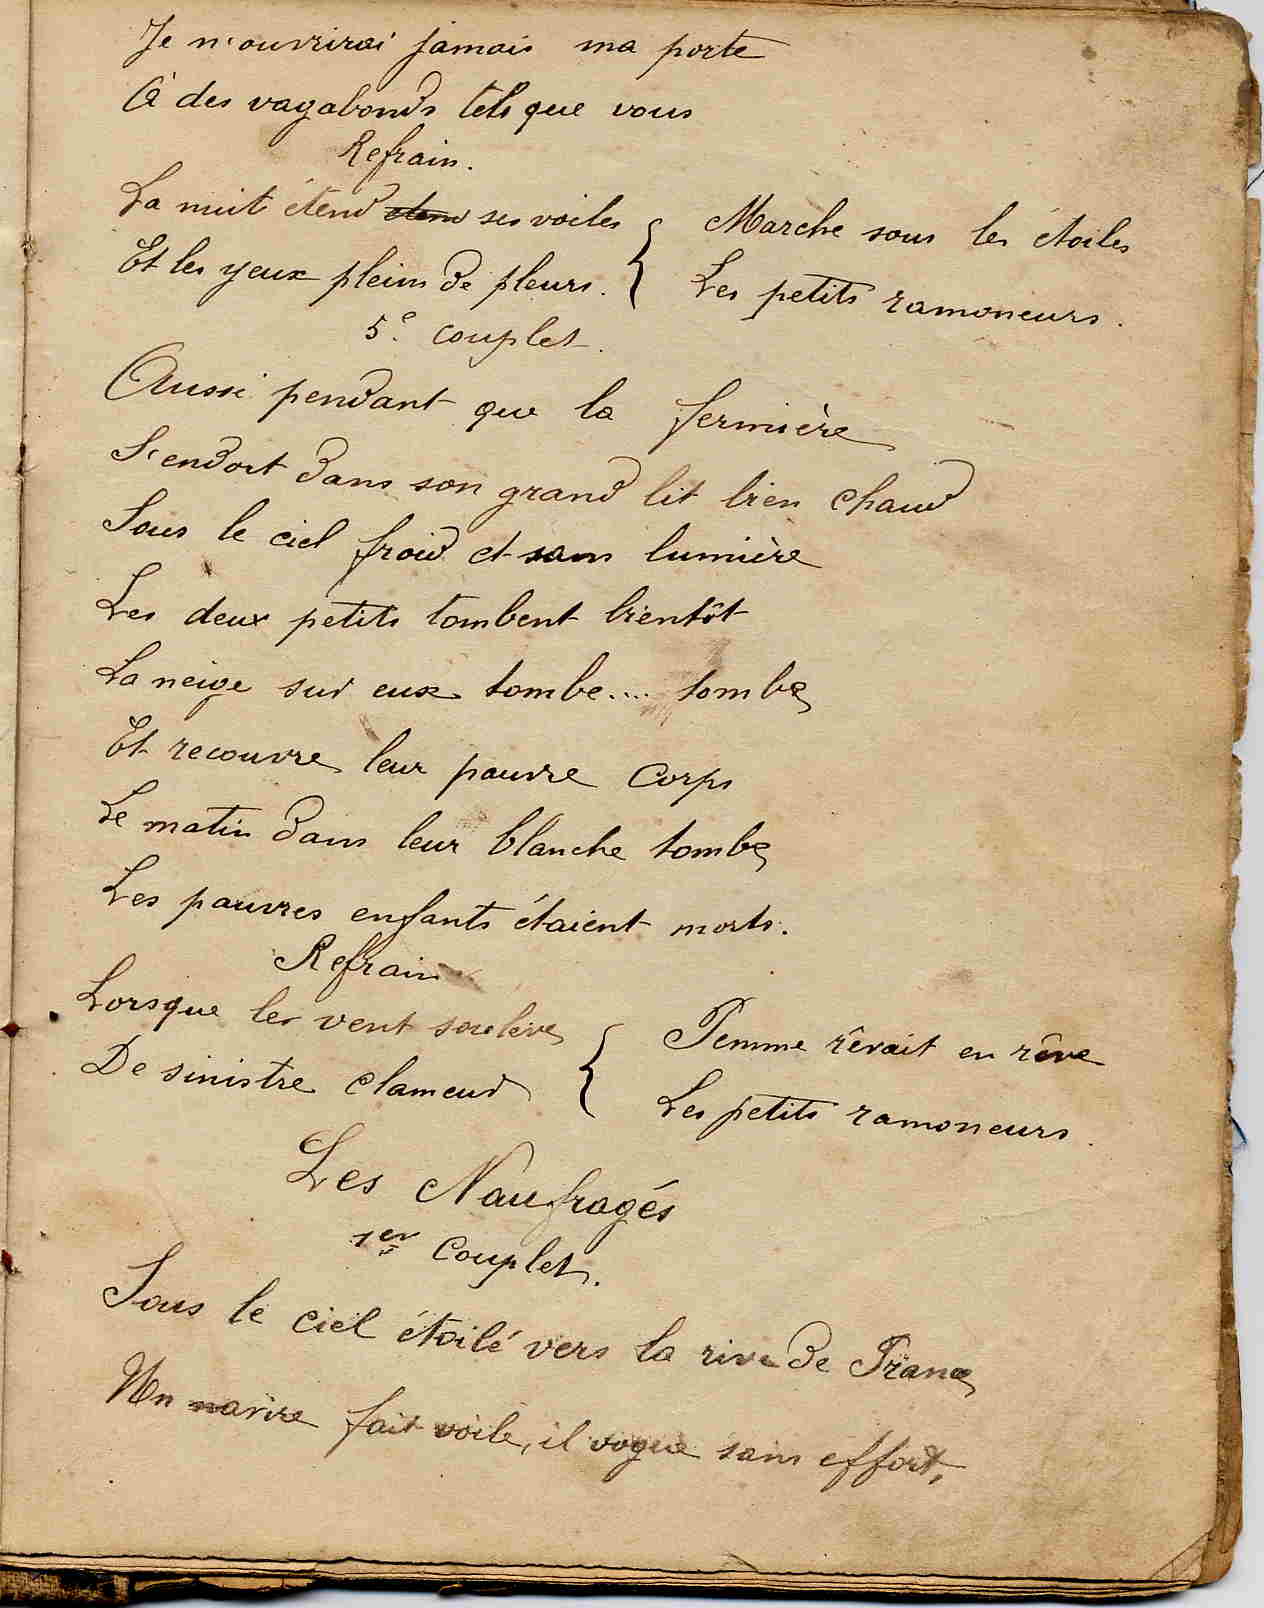 Je n'ouvrirai jamais ma porte
À des vagabonds tels que vous
Refrain.
La nuit étend etend ses voiles { Marche sous les étoiles
Et les yeux pleins de pleurs. { Les petits ramoneurs.
5e couplet.
Aussi pendant que la fermière
S'endort dans son grand lit bien chaud
Sous le ciel froid et sans lumière
Les deux petits tombent bientôt
La neige sur eux tombe.... tombe
Et recouvre leur pauvre corps
Le matin dans leur blanche tombe
Les pauvres enfants étaient morts.
Refrain
Lorsque les vent soulève { Femme rêvait en rêve
De sinistre clameur { Les petits ramoneurs.
Les Naufragés
1er Couplet.
Sous le ciel étoilé vers la rive de France
Un navire fait voile, il vogue sans effort,